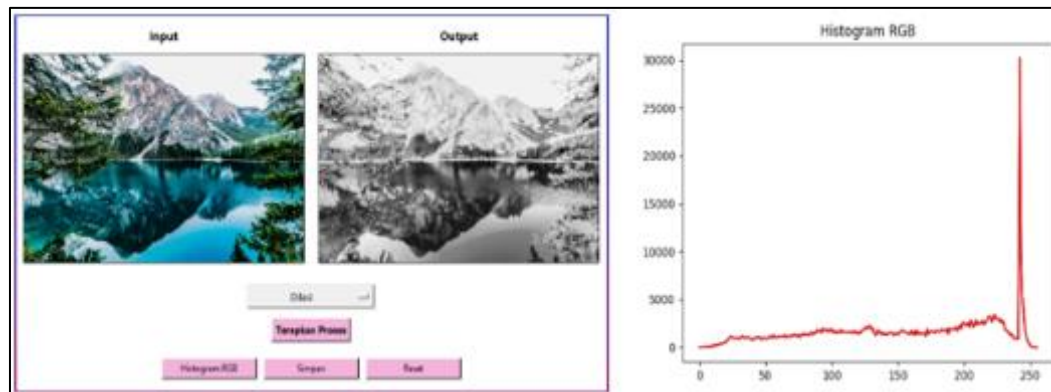 Input
Output
Dilasi
Terapkan Proses
Histogram RGB
Simpan
Reset
Histogram RGB
30000
25000
20000
15000
10000
5000
0
0 50 100 150 200 250